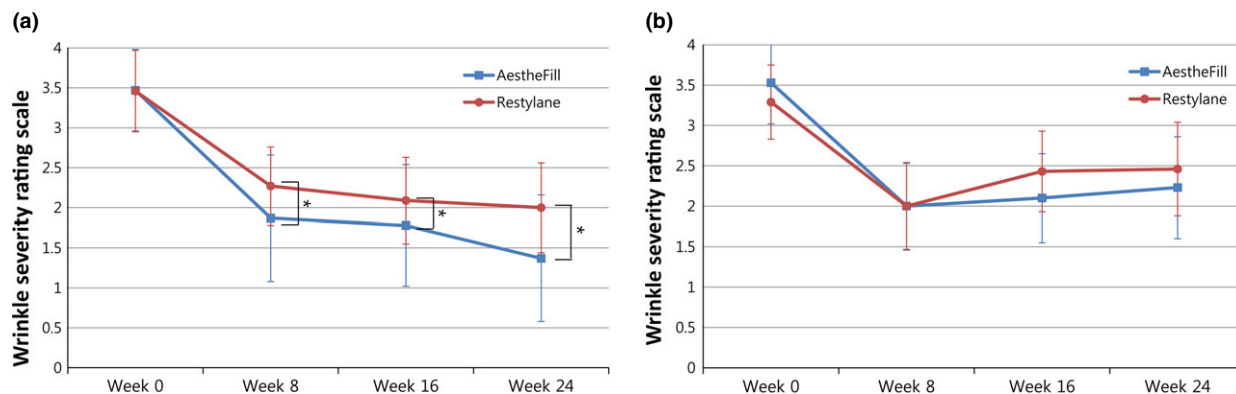 (a)
Wrinkle severity rating scale
4
3.5
3
2.5
2
1.5
1
0.5
0
AestheFill
Restylane
*
*
*
Week 0 Week 8 Week 16 Week 24
(b)
Wrinkle severity rating scale
4
3.5
3
2.5
2
1.5
1
0.5
0
AestheFill
Restylane
Week 0 Week 8 Week 16 Week 24